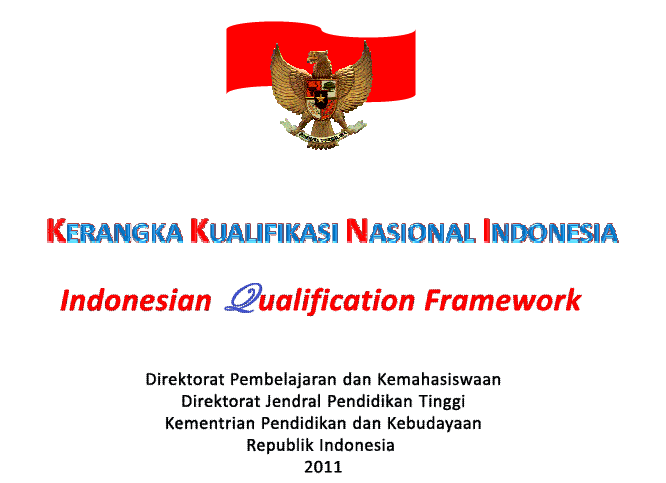 KERANGKA KUALIFIKASI NASIONAL INDONESIA
Indonesian Qualification Framework
Direktorat Pembelajaran dan Kemahasiswaan
Direktorat Jendral Pendidikan Tinggi
Kementrian Pendidikan dan Kebudayaan
Republik Indonesia
2011